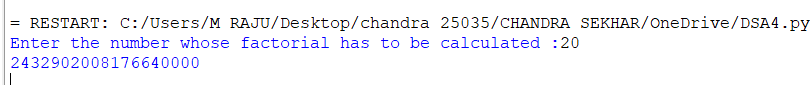 = RESTART: C:/Users/M RAJU/Desktop/chandra 25035/CHANDRA SEKHAR/OneDrive/DSA4.py
Enter the number whose factorial has to be calculated :20
2432902008176640000